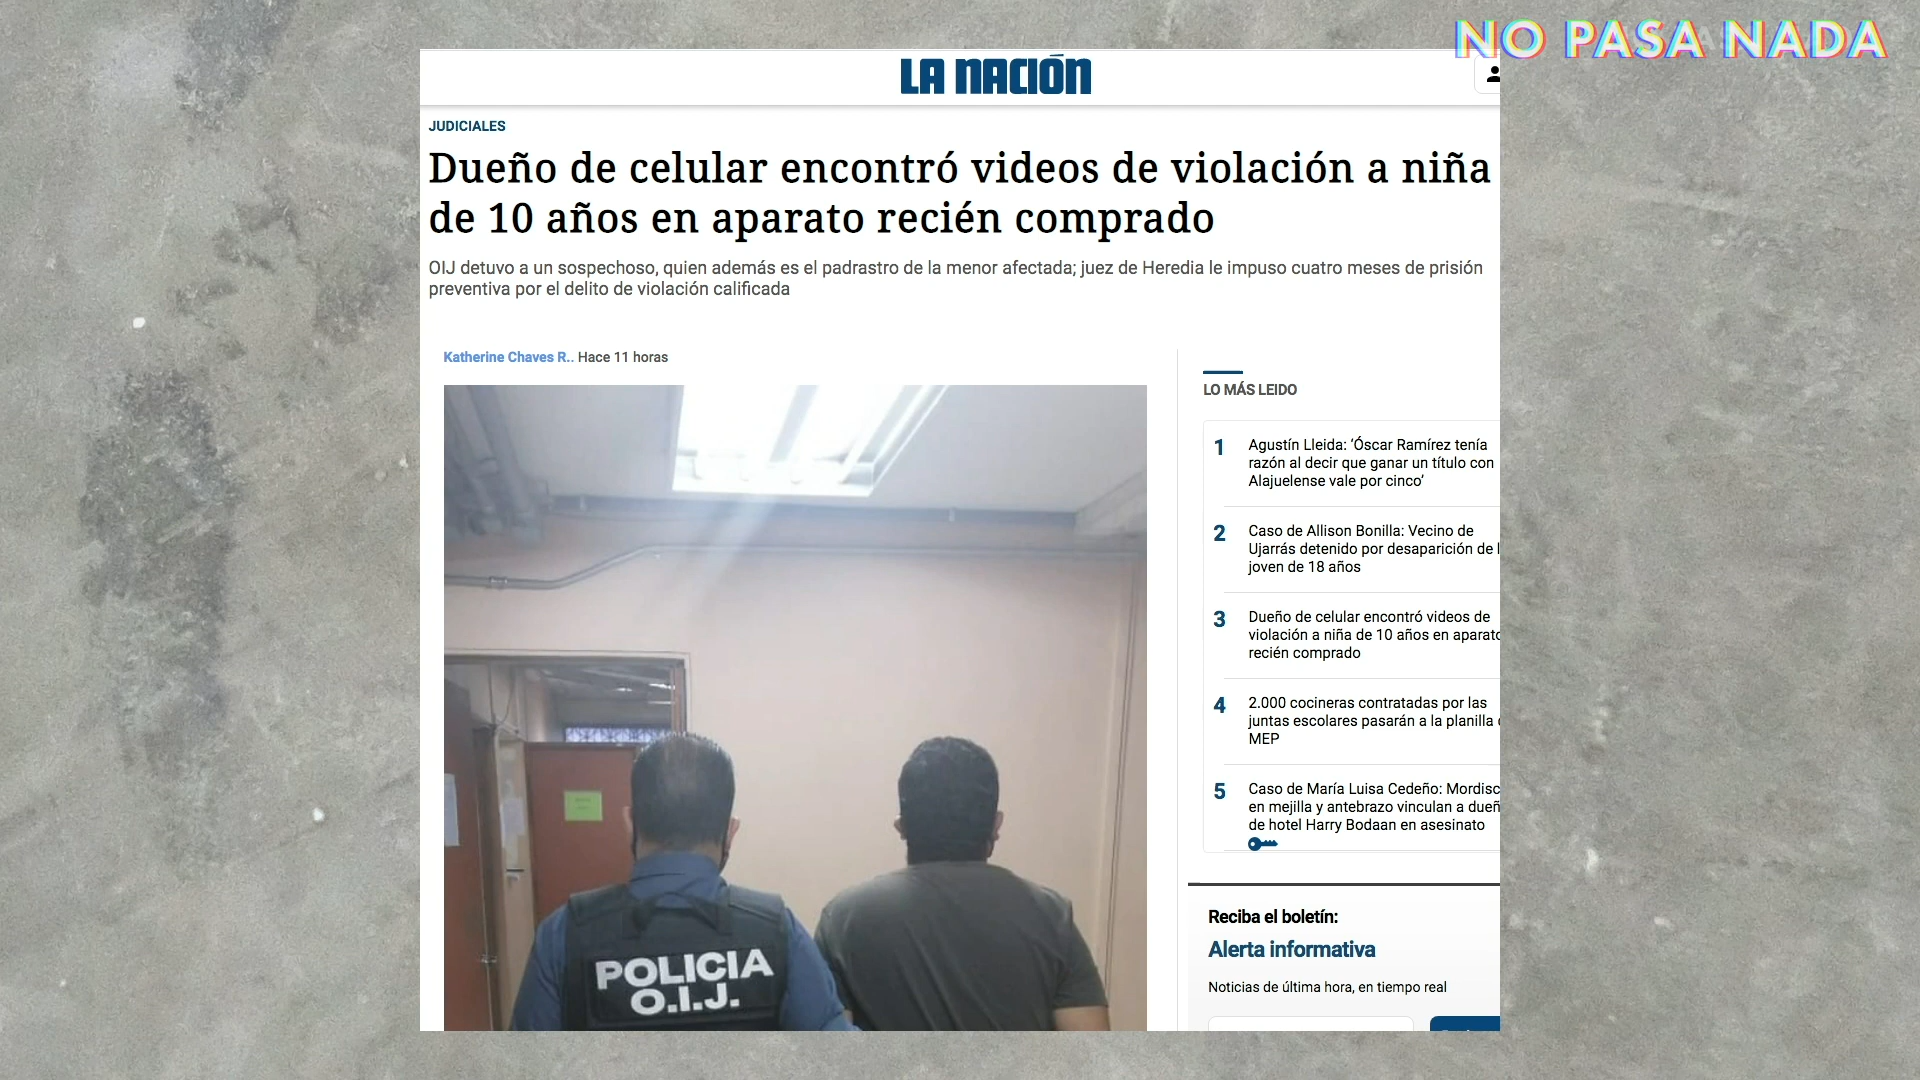 NO PASA NADA
LA NACIÓN
JUDICIALES
Dueño de celular encontró videos de violación a niña
de 10 años en aparato recién comprado
OIJ detuvo a un sospechoso, quien además es el padrastro de la menor afectada; juez de Heredia le impuso cuatro meses de prisión
preventiva por el delito de violación calificada
Katherine Chaves R.. Hace 11 horas
POLICIA
O.I.J.
LO MÁS LEIDO
1 Agustín Lleida: ‘Óscar Ramírez tenía
razón al decir que ganar un título con
Alajuelense vale por cinco’
2 Caso de Allison Bonilla: Vecino de
Ujarrás detenido por desaparición de
joven de 18 años
3 Dueño de celular encontró videos de
violación a niña de 10 años en aparato
recién comprado
4 2.000 cocineras contratadas por las
juntas escolares pasarán a la planilla
MEP
5 Caso de María Luisa Cedeño: Mordisc
en mejilla y antebrazo vinculan a dueñ
de hotel Harry Bodaan en asesinato
Reciba el boletín:
Alerta informativa
Noticias de última hora, en tiempo real